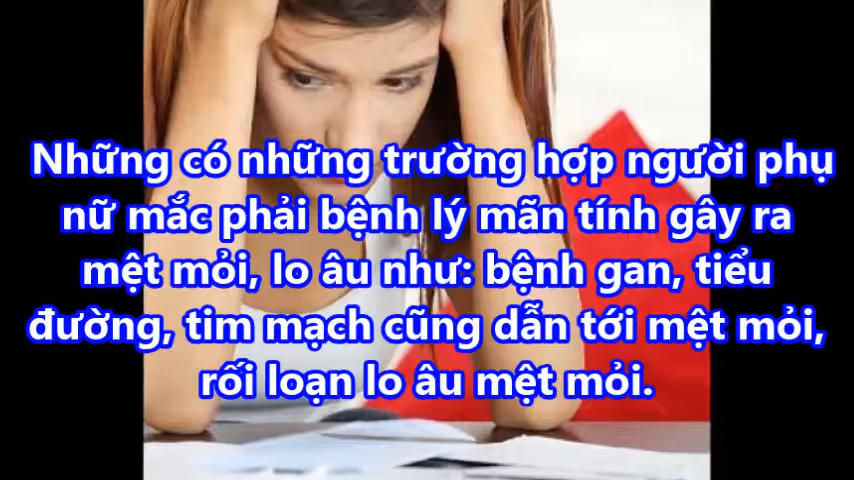 Những có những trường hợp người phụ
nữ mắc phải bệnh lý mãn tính gây ra
mệt mỏi, lo âu như: bệnh gan, tiểu
đường, tim mạch cũng dẫn tới mệt mỏi,
rối loạn lo âu mệt mỏi.